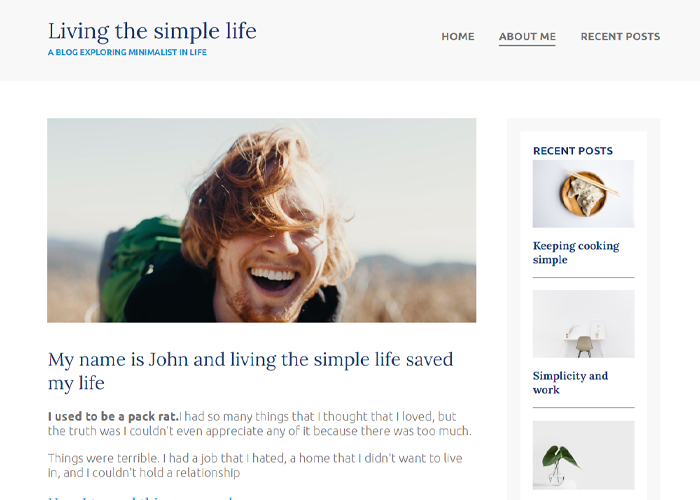 Living the simple life
A BLOG EXPLORING MINIMALIST IN LIFE
HOME ABOUT ME RECENT POSTS
My name is John and living the simple life saved
my life
I used to be a pack rat.I had so many things that I thought that I loved, but
the truth was I couldn't even appreciate any of it because there was too much.
Things were terrible. I had a job that I hated, a home that I didn't want to live
in, and I couldn't hold a relationship
RECENT POSTS
Keeping cooking
simple
Simplicity and
work